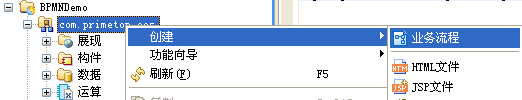 BPMNDemo
com.primeton.eos
展现
构件
数据
运算
创建
功能向导
刷新(F) F5
业务流程
HTML文件
JSP文件